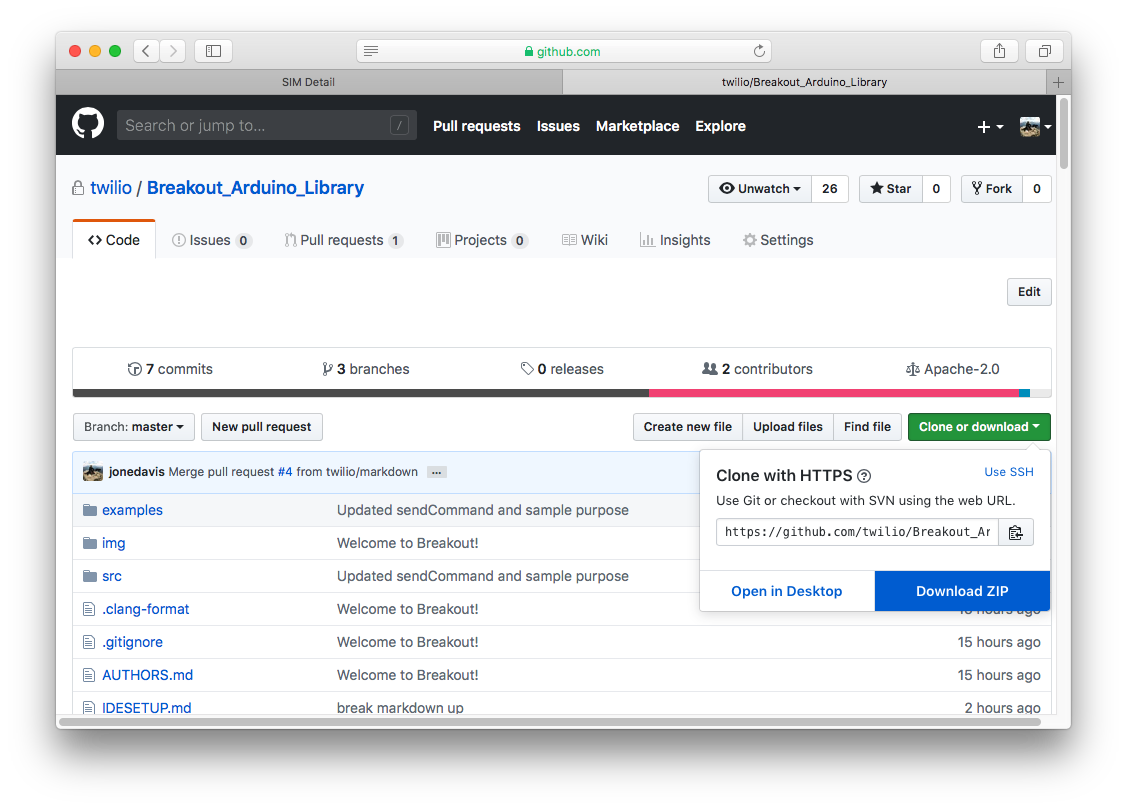 github.com
SIM Detail
twilio/Breakout_Arduino_Library
+
Search or jump to... / Pull requests Issues Marketplace Explore
twilio / Breakout_Arduino_Library Unwatch 26 Star 0 Fork 0
Code Issues 0 Pull requests 1 Projects 0 Wiki Insights Settings
Edit
7 commits 3 branches 0 releases 2 contributors Apache-2.0
Branch: master New pull request Create new file Upload files Find file Clone or download
jonedavis Merge pull request #4 from twilio/markdown ...
Clone with HTTPS ? Use SSH
Use Git or checkout with SVN using the web URL.
https://github.com/twilio/Breakout_Ar
Open in Desktop Download ZIP
examples Updated sendCommand and sample purpose
img Welcome to Breakout!
src Updated sendCommand and sample purpose
.clang-format Welcome to Breakout!
.gitignore Welcome to Breakout! 15 hours ago
AUTHORS.md Welcome to Breakout! 15 hours ago
IDESETUP.md break markdown up 2 hours ago